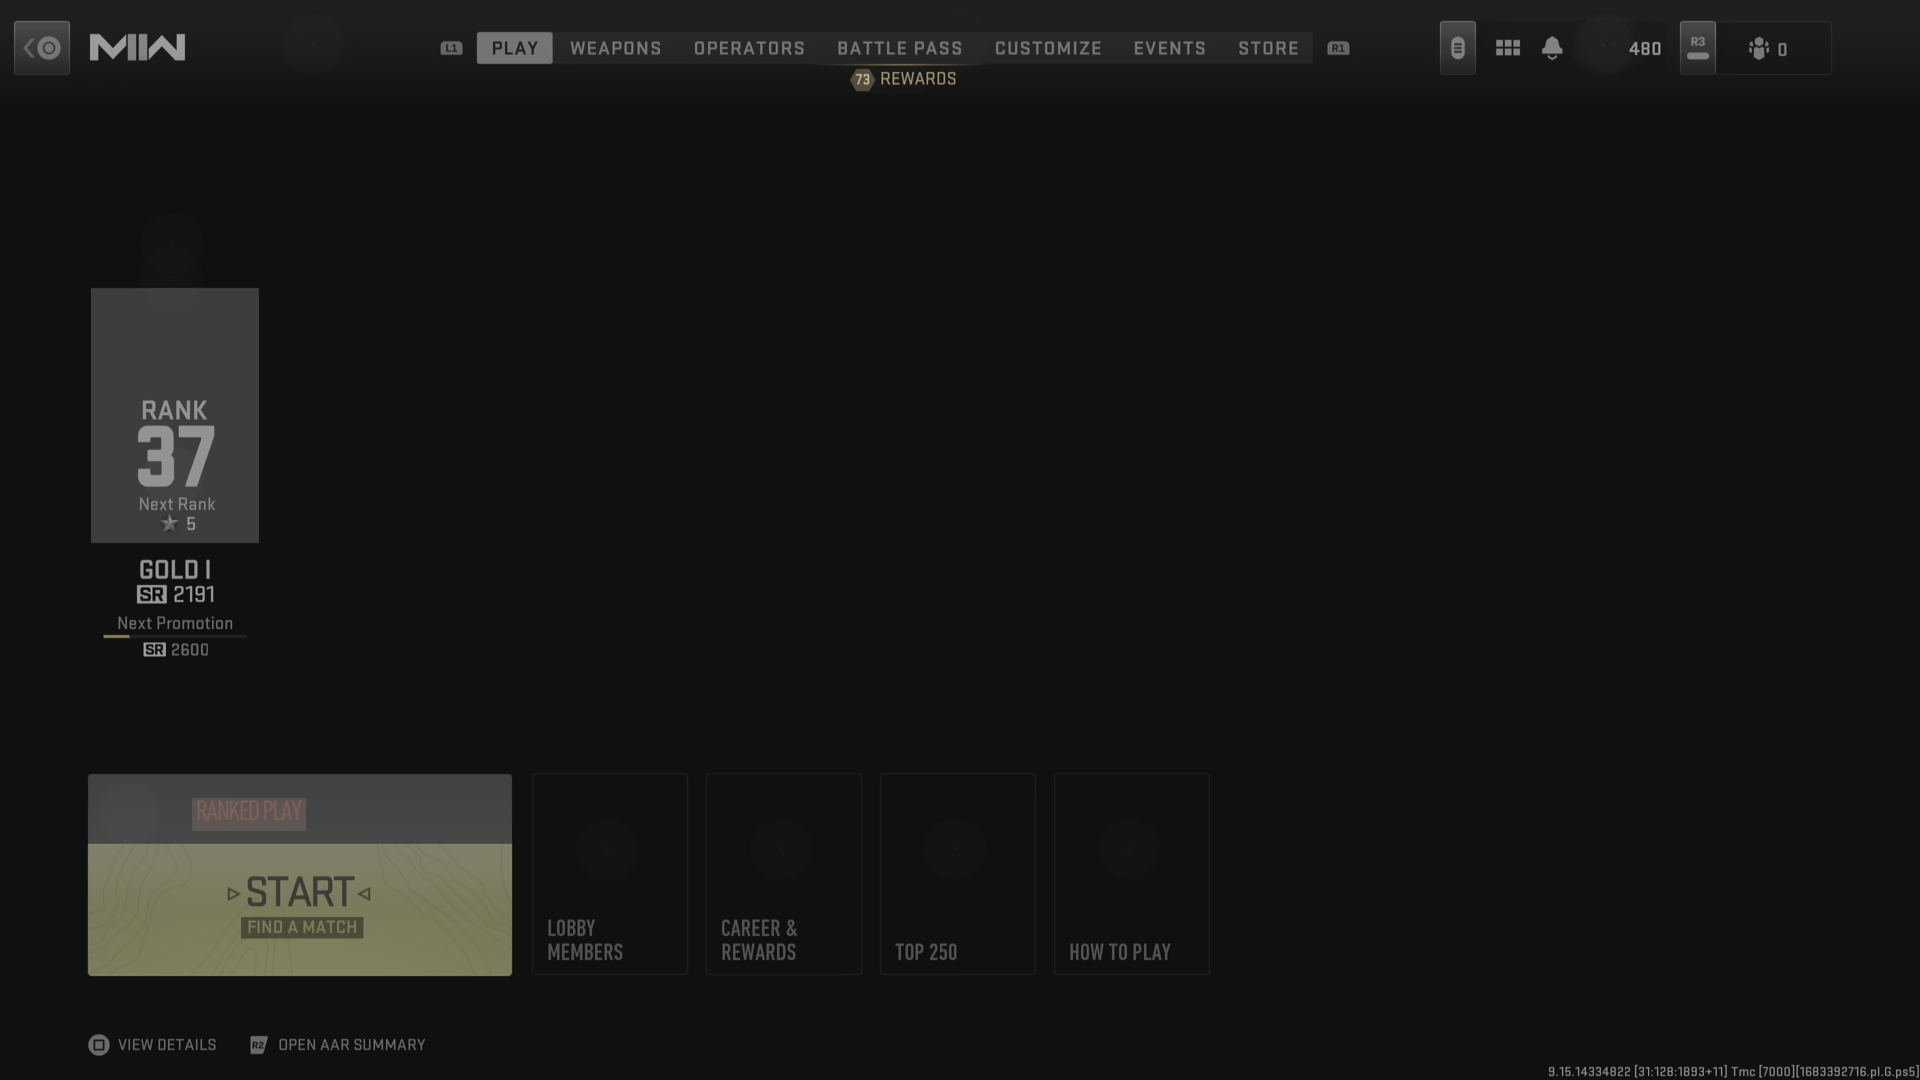 MW
L1 PLAY WEAPONS OPERATORS BATTLE PASS CUSTOMIZE EVENTS STORE R1
480
R3
0
73 REWARDS
RANK
37
Next Rank
5
GOLD I
SR 2191
Next Promotion
SR 2600
RANKED PLAY
START
FIND A MATCH
LOBBY
MEMBERS
CAREER &
REWARDS
TOP 250
HOW TO PLAY
VIEW DETAILS
R2 OPEN AAR SUMMARY
9.15.14334822 [31:128:1893+11] Tmc [7000][1683392716.pl.G.ps5]